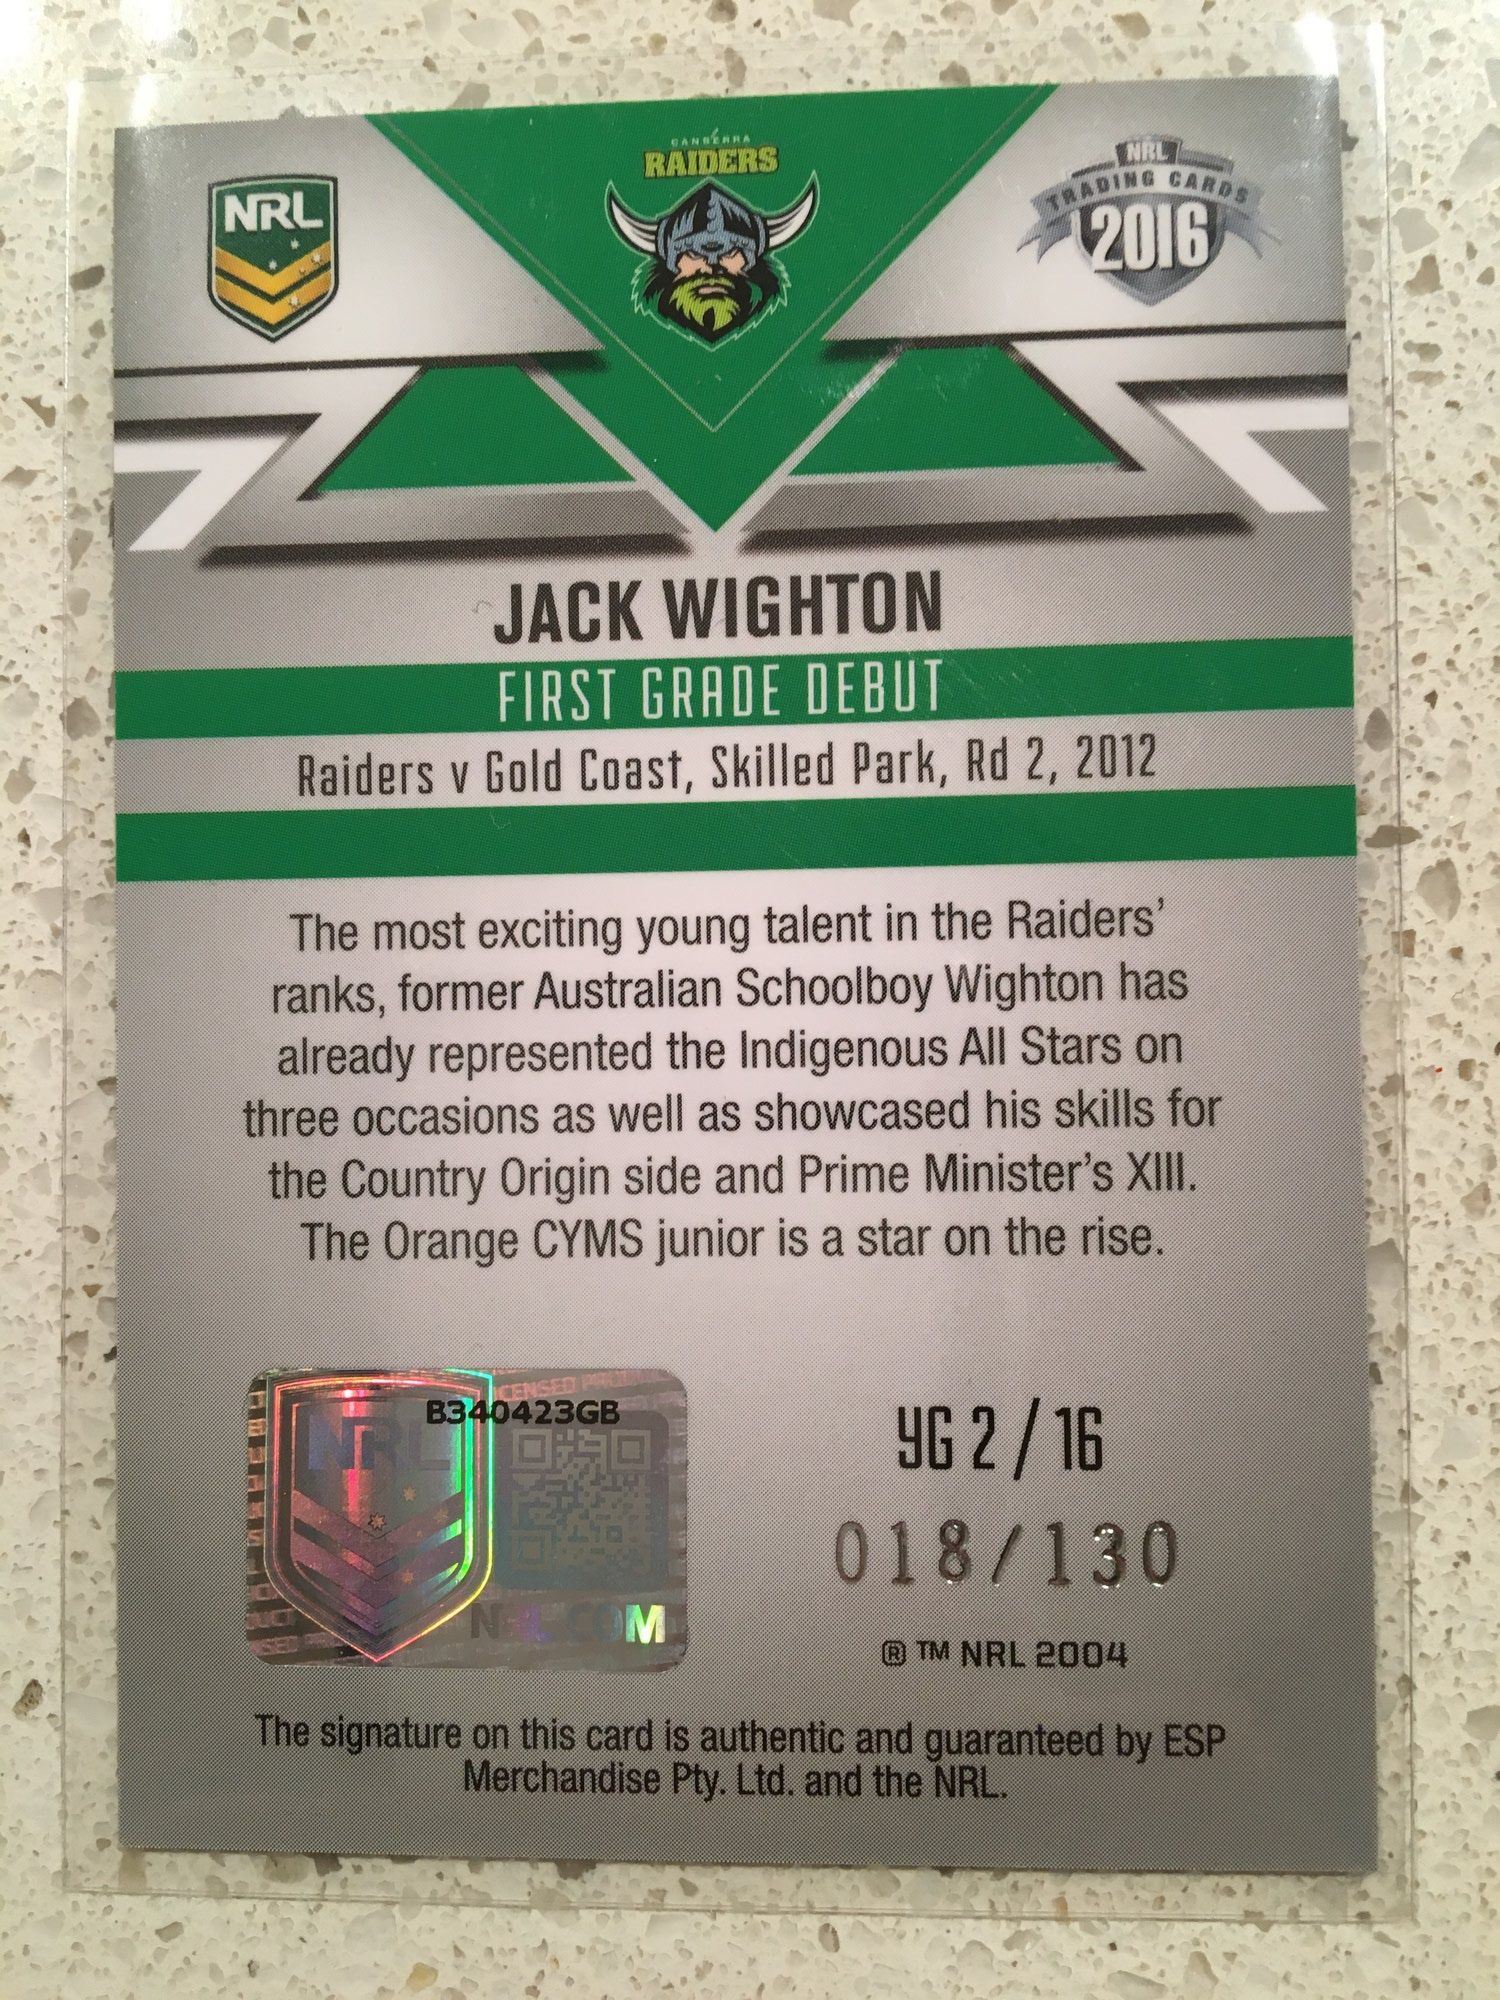 CANBERRA
RAIDERS
NRL
NRL
TRADING CARDS
2016
JACK WIGHTON
FIRST GRADE DEBUT
Raiders v Gold Coast, Skilled Park, Rd 2, 2012
The most exciting young talent in the Raiders'
ranks, former Australian Schoolboy Wighton has
already represented the Indigenous All Stars on
three occasions as well as showcased his skills for
the Country Origin side and Prime Minister's XIII.
The Orange CYMS junior is a star on the rise.
B340423GB
NRL
NRL.COM
YG 2 / 16
018/130
® TM NRL 2004
The signature on this card is authentic and guaranteed by ESP
Merchandise Pty. Ltd. and the NRL.